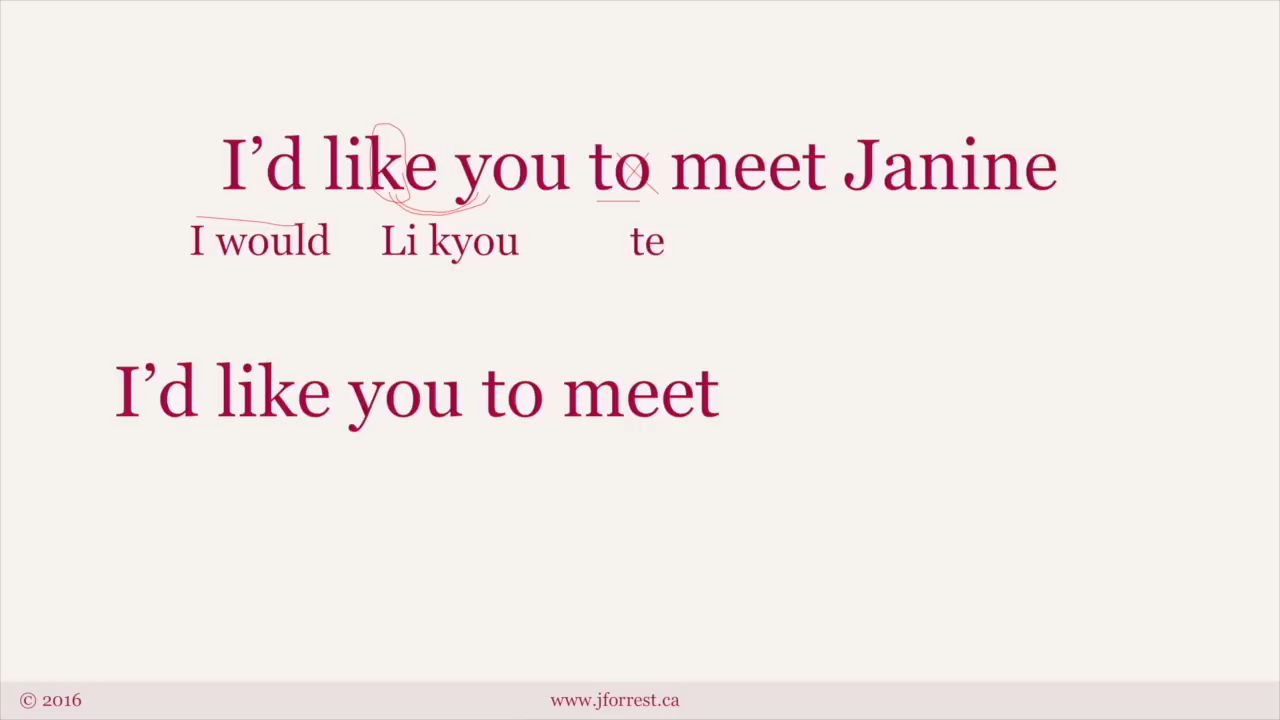 I’d like you to meet Janine
I would Li kyou te
I’d like you to meet
© 2016 www.jforrest.ca